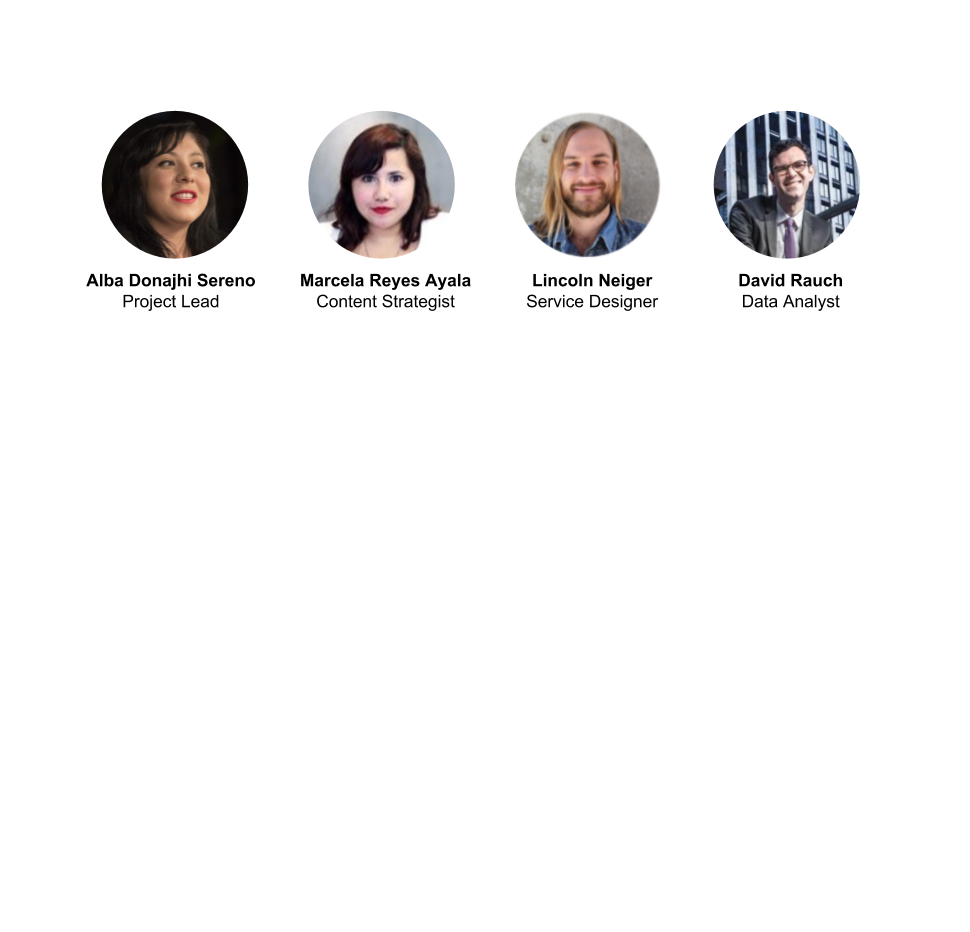 Alba Donajhi Sereno
Project Lead
Marcela Reyes Ayala
Content Strategist
Lincoln Neiger
Service Designer
David Rauch
Data Analyst